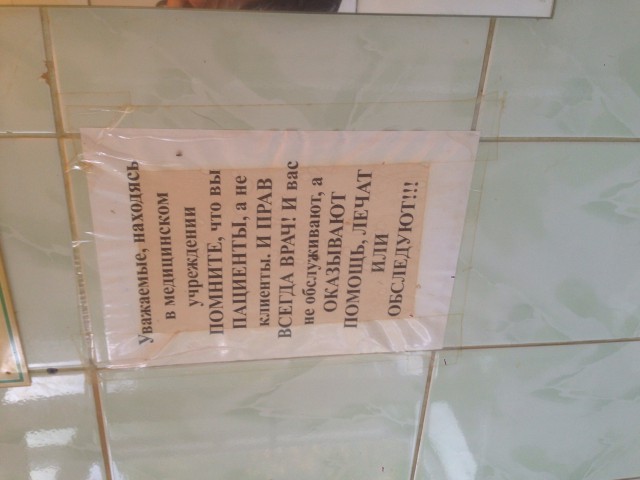 Уважаемые, находясь
в медицинском
учреждении
ПОМНИТЕ, что вы
ПАЦИЕНТЫ, а не
клиенты. И ПРАВ
ВСЕГДА ВРАЧ! И вас
не обслуживают, а
ОКАЗЫВАЮТ
ПОМОЩЬ, ЛЕЧАТ
ИЛИ
ОБСЛЕДУЮТ!!!